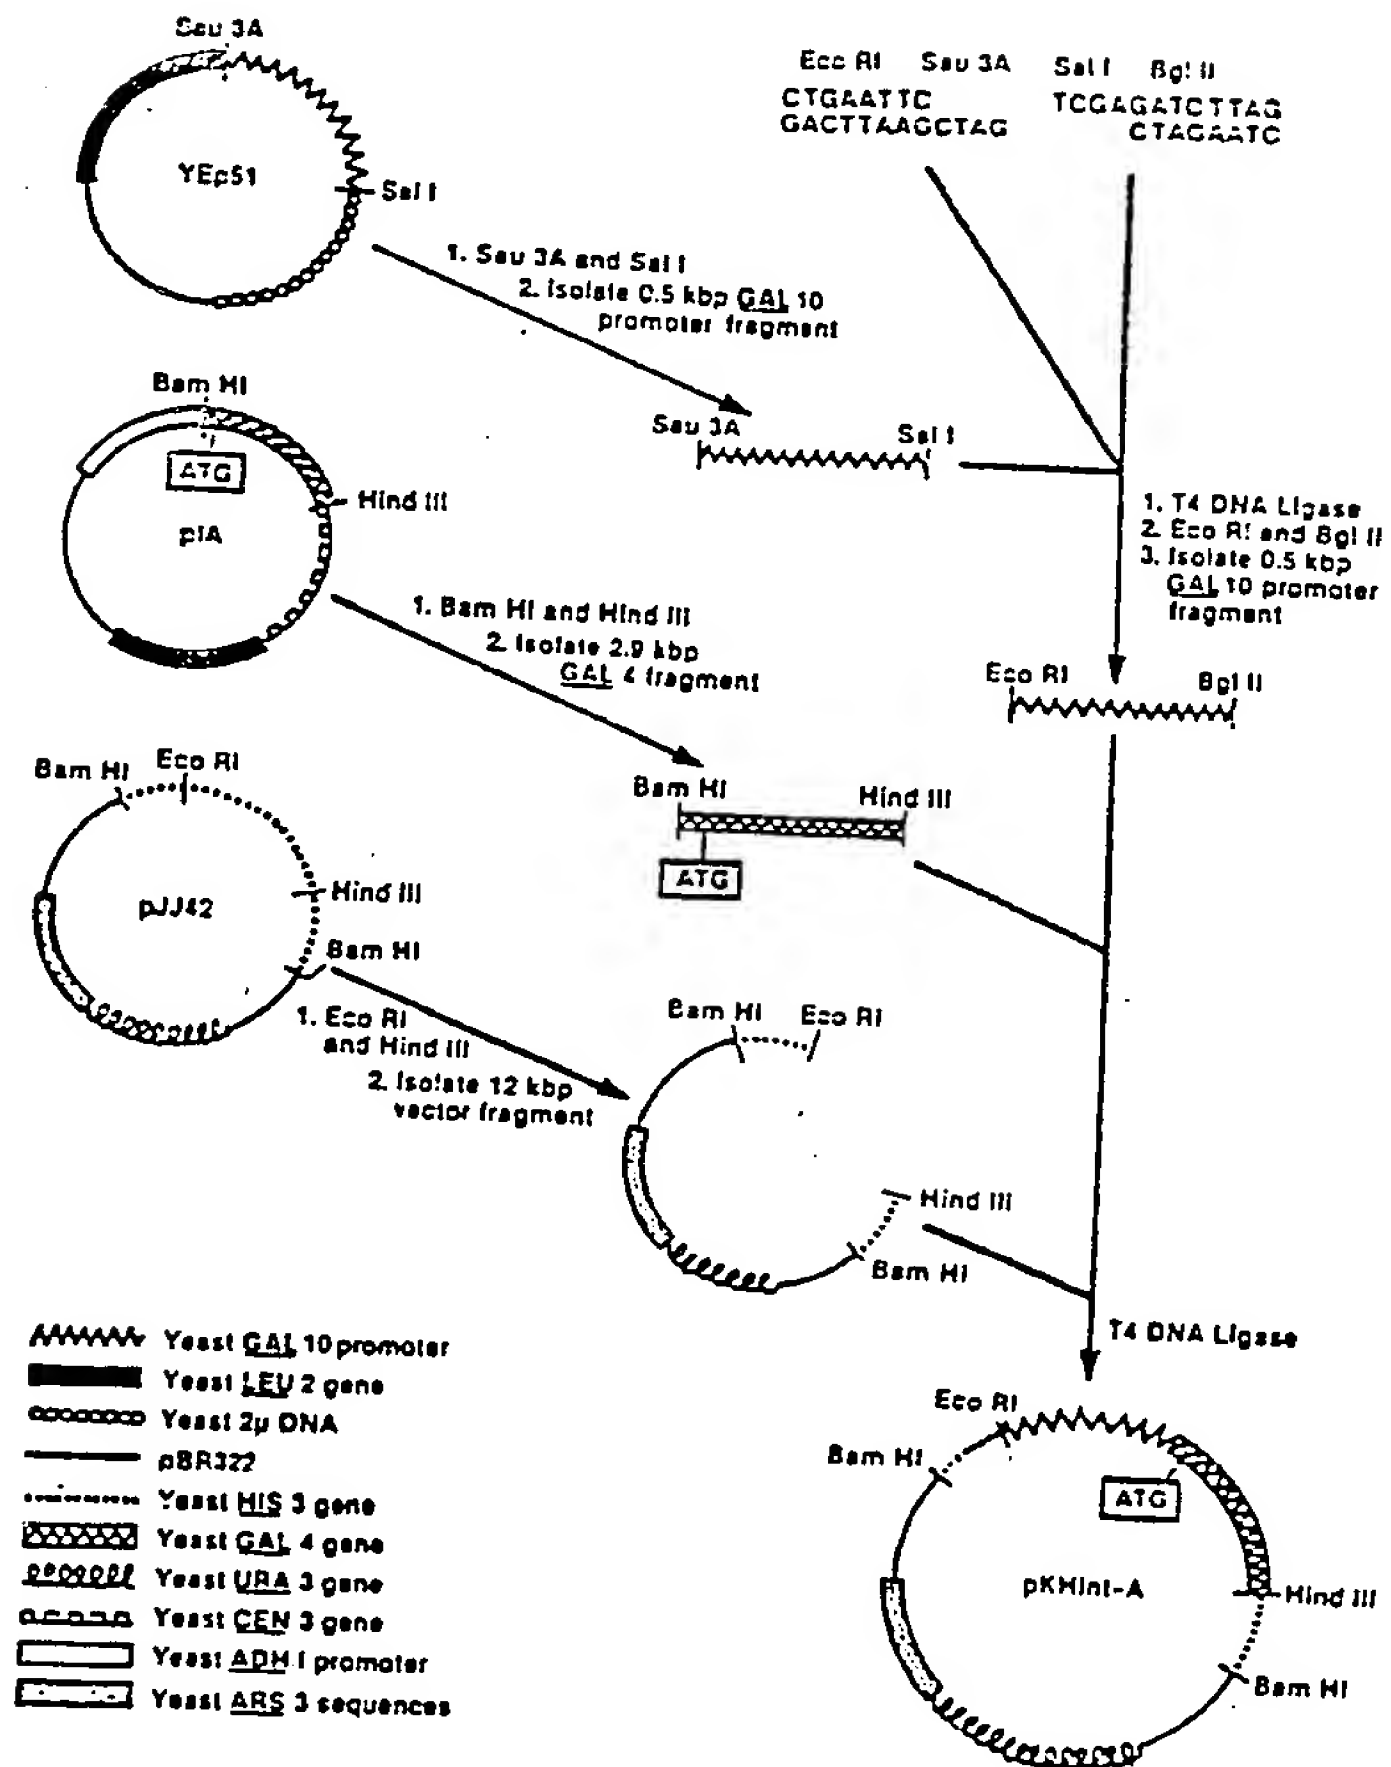 Sau 3A
YEp51
Sal I
Eco RI Sau 3A Sal I Bgl II
CTGAATTC TCGAGATCTTAG
GACTTAAGCTAG CTAGAATC
1. Sau 3A and Sal I
2. Isolate 0.5 kbp GAL 10
promoter fragment
Sau 3A
Sal I
Bam HI
ATG
Hind III
pIA
1. T4 DNA Ligase
2. Eco RI and Bgl II
3. Isolate 0.5 kbp
GAL 10 promoter
fragment
1. Bam HI and Hind III
2. Isolate 2.9 kbp
GAL 4 fragment
Eco RI
Bgl II
Bam HI
Hind III
ATG
Bam HI
Eco RI
Hind III
pJJ42
Bam HI
1. Eco RI
and Hind III
2. Isolate 12 kbp
vector fragment
Bam HI
Eco RI
Hind III
Bam HI
T4 DNA Ligase
Yeast GAL 10 promoter
Yeast LEU 2 gene
Yeast 2μ DNA
pBR322
Yeast HIS 3 gene
Yeast GAL 4 gene
Yeast URA 3 gene
Yeast CEN 3 gene
Yeast ADH I promoter
Yeast ARS 3 sequences
Eco RI
Bam HI
ATG
pKHint-A
Hind III
Bam HI